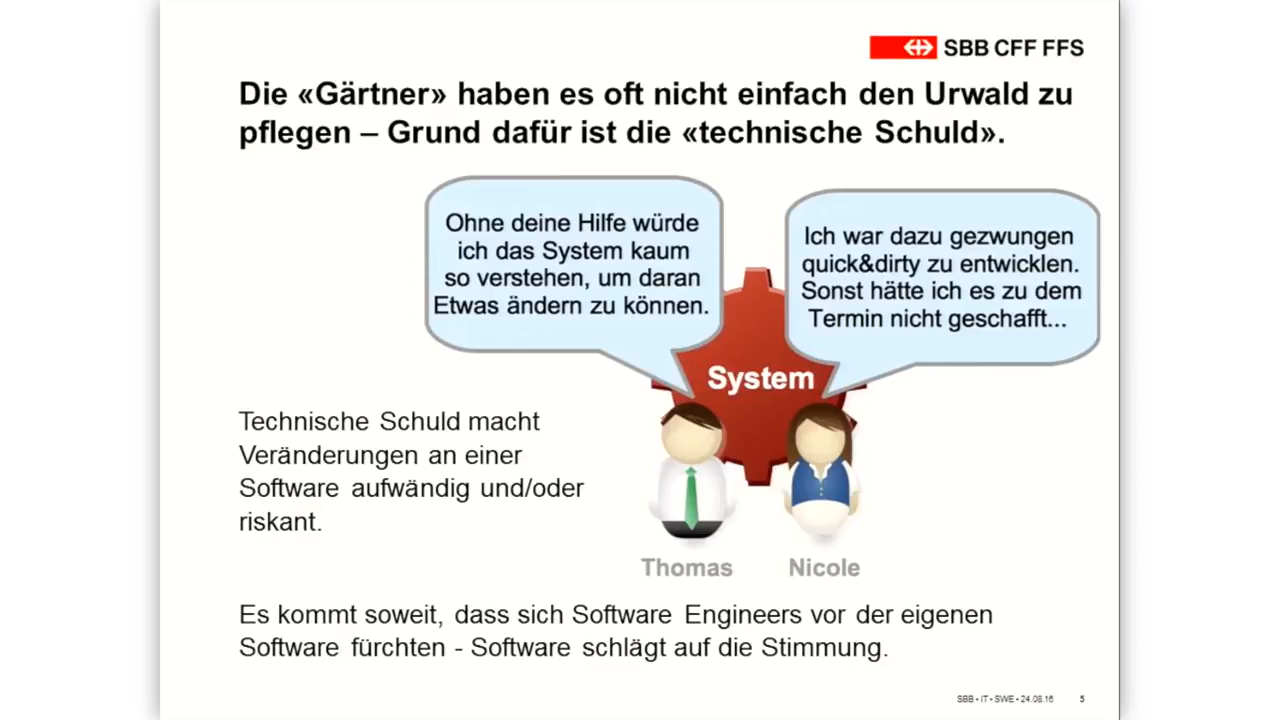 SBB CFF FFS
Die «Gärtner» haben es oft nicht einfach den Urwald zu
pflegen – Grund dafür ist die «technische Schuld».
Ohne deine Hilfe würde
ich das System kaum
so verstehen, um daran
Etwas ändern zu können.
Ich war dazu gezwungen
quick&dirty zu entwicklen.
Sonst hätte ich es zu dem
Termin nicht geschafft...
System
Technische Schuld macht
Veränderungen an einer
Software aufwändig und/oder
riskant.
Thomas
Nicole
Es kommt soweit, dass sich Software Engineers vor der eigenen
Software fürchten - Software schlägt auf die Stimmung.
SBB • IT • SWE • 24.08.16 5